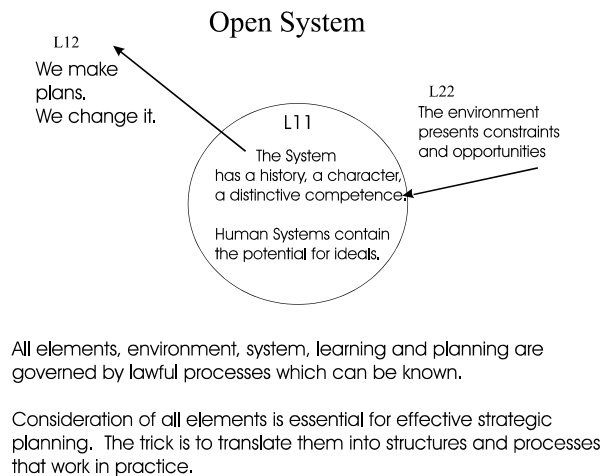 Open System
L12
We make
plans.
We change it.
L22
The environment
presents constraints
and opportunities
L11
The System
has a history, a character,
a distinctive competence.
Human Systems contain
the potential for ideals.
All elements, environment, system, learning and planning are
governed by lawful processes which can be known.
Consideration of all elements is essential for effective strategic
planning. The trick is to translate them into structures and processes
that work in practice.